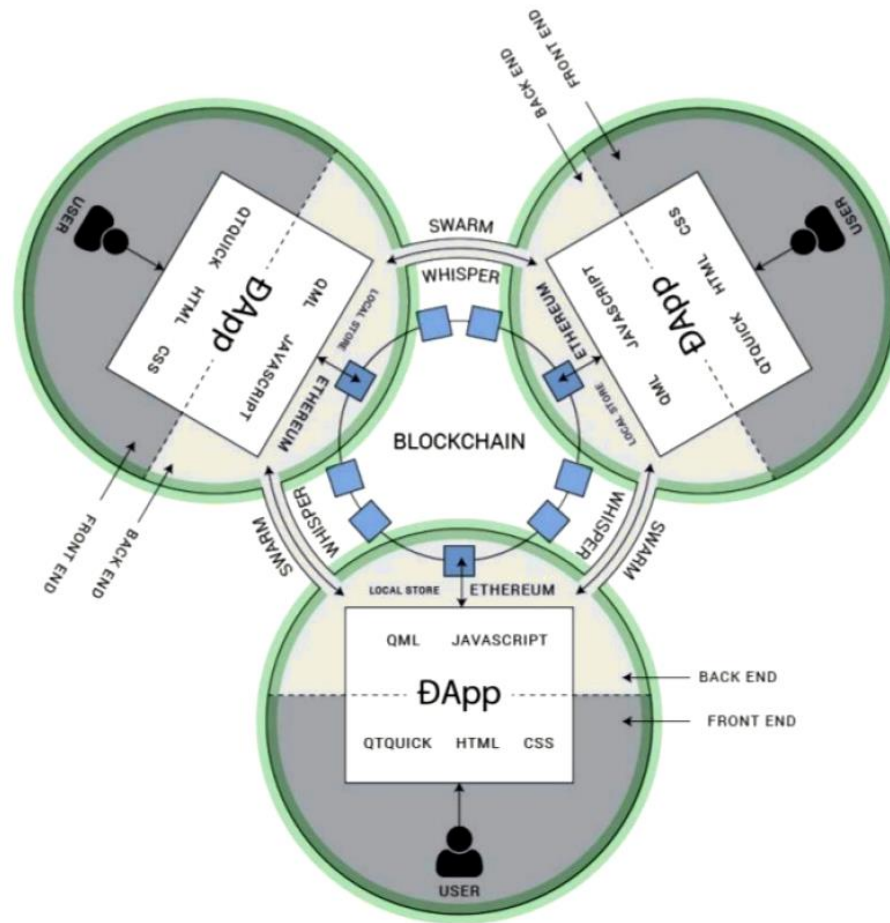 FRONT END
BACK END
USER
QTQUICK HTML CSS
ĐApp
QML JAVASCRIPT
LOCAL STORE
ETHEREUM
FRONT END
BACK END
SWARM
WHISPER
USER
CSS HTML QTQUICK
ĐApp
JAVASCRIPT QML
ETHEREUM
LOCAL STORE
BLOCKCHAIN
WHISPER
SWARM
WHISPER
SWARM
LOCAL STORE ETHEREUM
QML JAVASCRIPT
ĐApp
QTQUICK HTML CSS
BACK END
FRONT END
USER